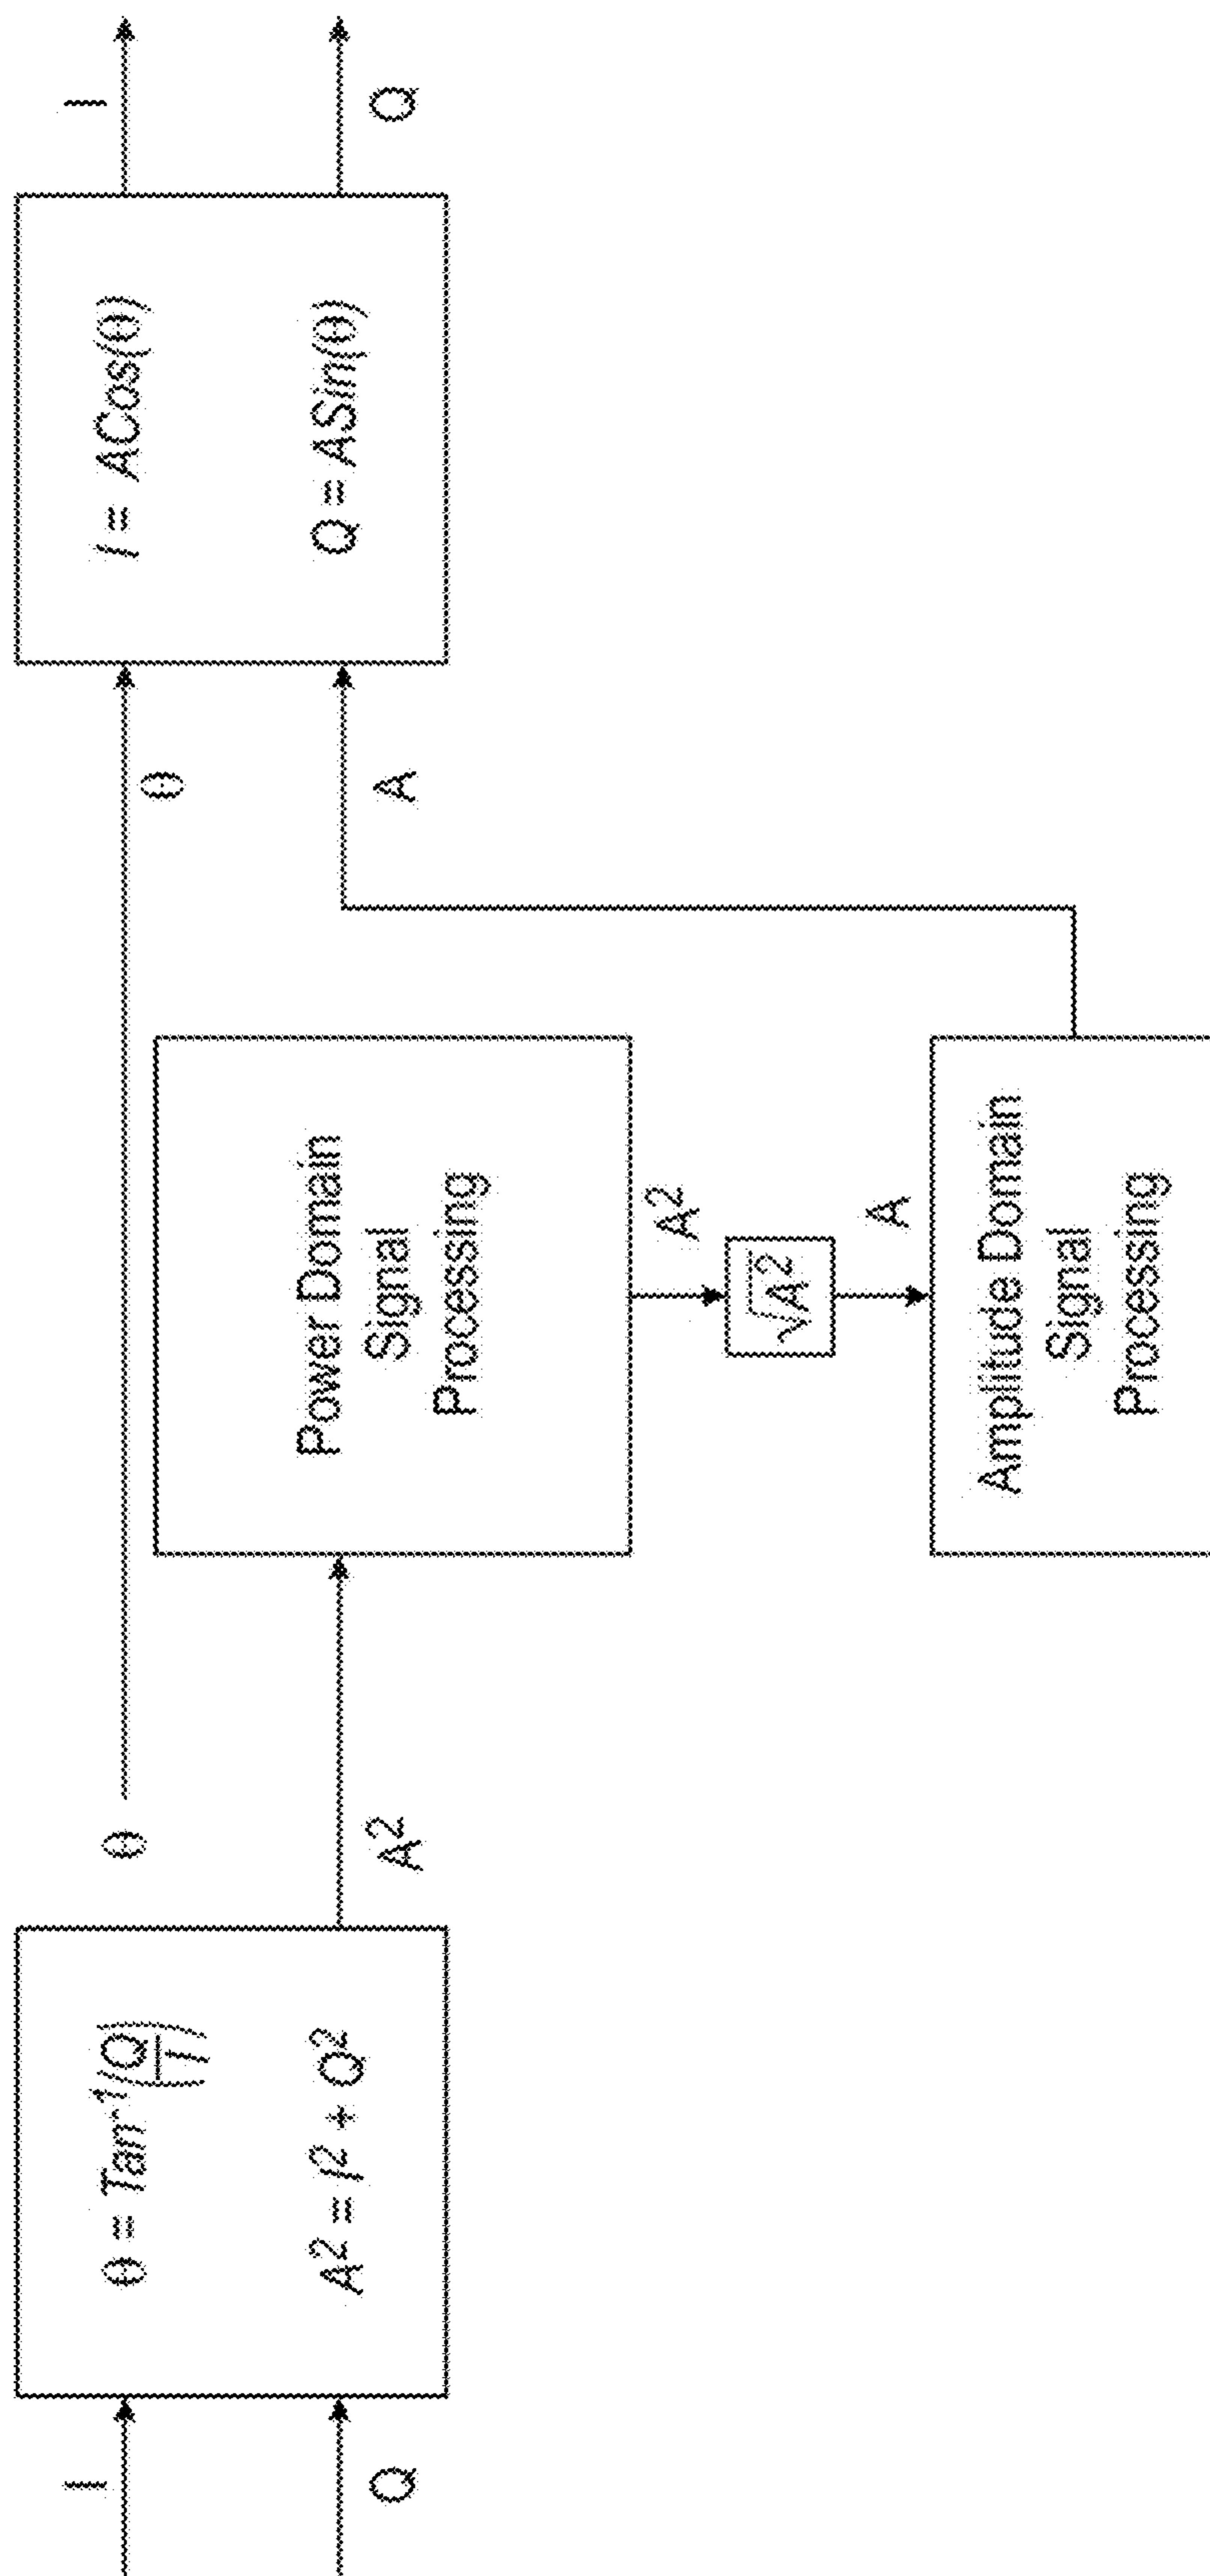 I
Q
θ = Tan⁻¹(Q/I)
A² = I² + Q²
θ
A²
Power Domain
Signal
Processing
A²
√A²
A
Amplitude Domain
Signal
Processing
θ
A
I = ACos(θ)
Q = ASin(θ)
I
Q